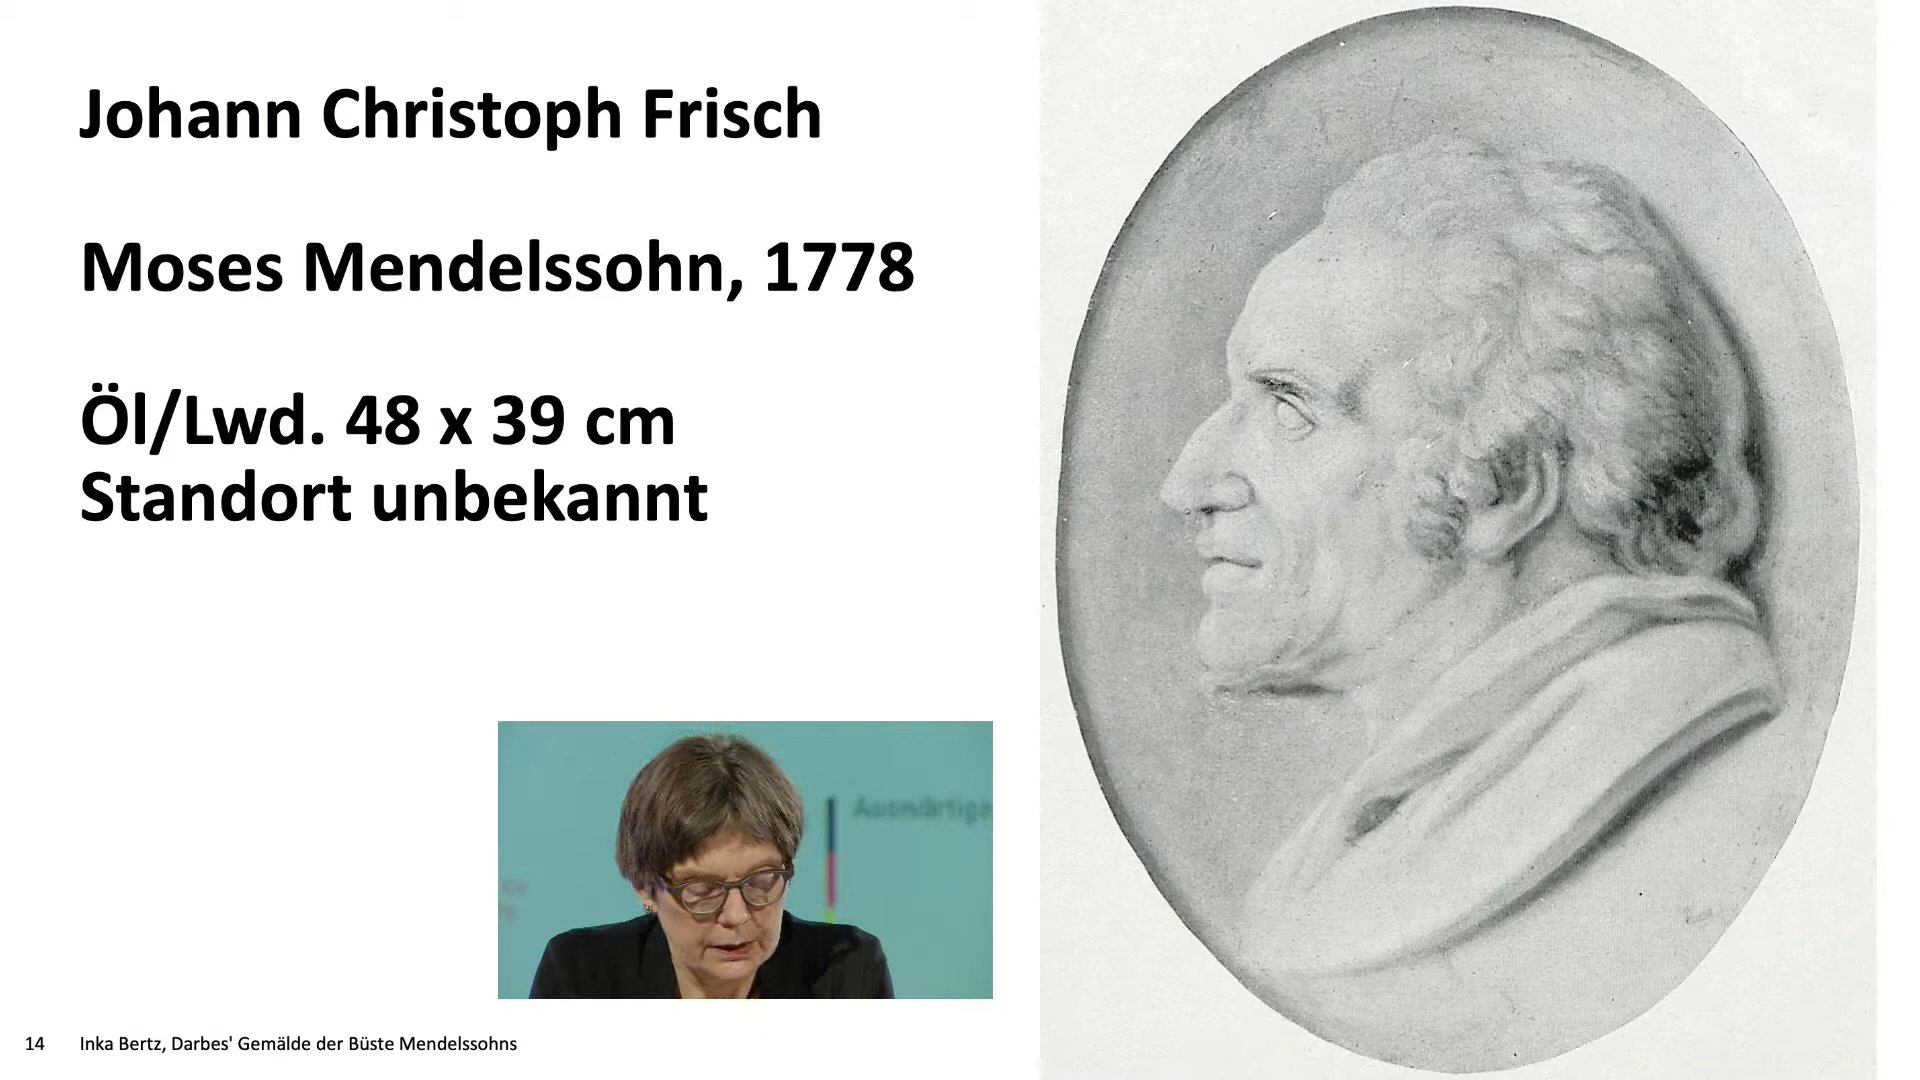 Johann Christoph Frisch
Moses Mendelssohn, 1778
Öl/Lwd. 48 x 39 cm
Standort unbekannt
Auswärtige
14 Inka Bertz, Darbes' Gemälde der Büste Mendelssohns